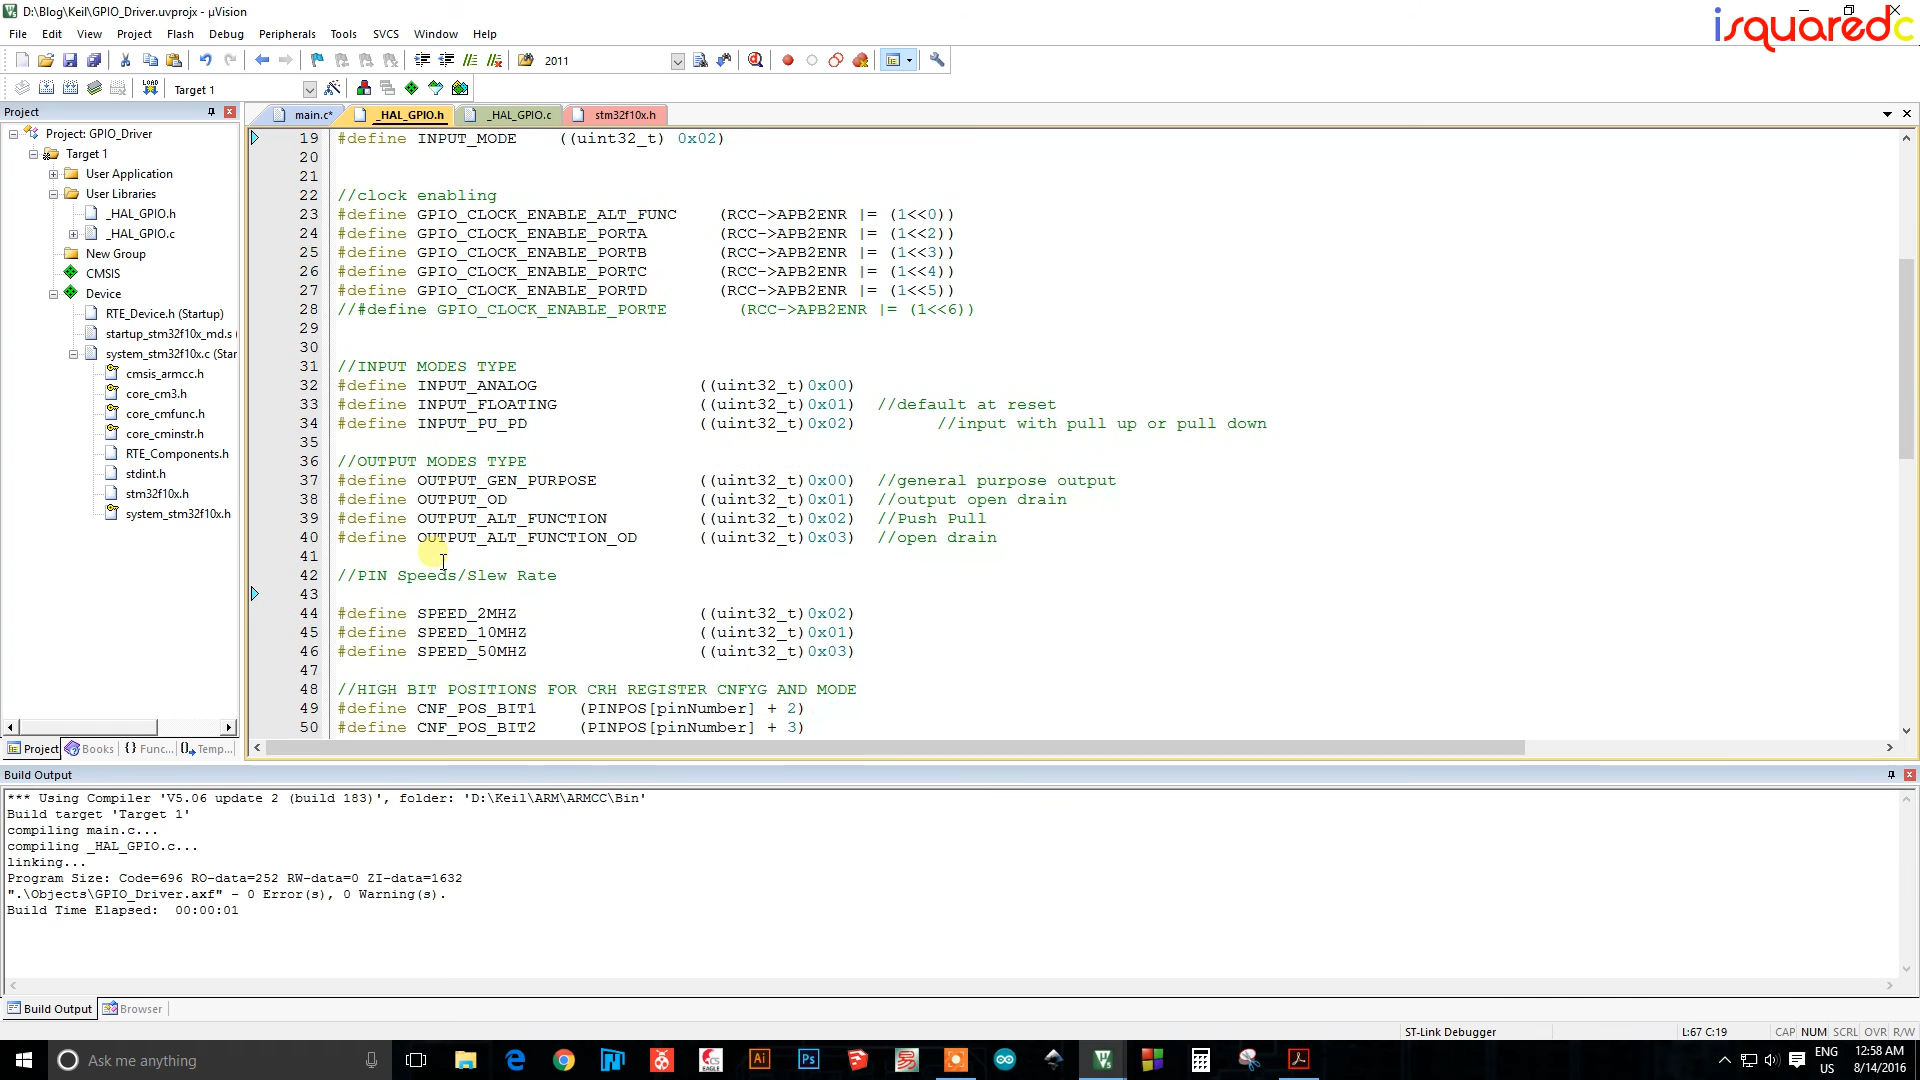 D:\Blog\Keil\GPIO_Driver.uvprojx - µVision
isquaredc
File Edit View Project Flash Debug Peripherals Tools SVCS Window Help
2011
LOAD
Target 1
Project
main.c* _HAL_GPIO.h _HAL_GPIO.c stm32f10x.h
Project: GPIO_Driver
Target 1
User Application
User Libraries
_HAL_GPIO.h
_HAL_GPIO.c
New Group
CMSIS
Device
RTE_Device.h (Startup)
startup_stm32f10x_md.s (
system_stm32f10x.c (Star
cmsis_armcc.h
core_cm3.h
core_cmfunc.h
core_cminstr.h
RTE_Components.h
stdint.h
stm32f10x.h
system_stm32f10x.h
Project Books {} Func... Temp...
19 #define INPUT_MODE ((uint32_t) 0x02)
20
21
22 //clock enabling
23 #define GPIO_CLOCK_ENABLE_ALT_FUNC (RCC->APB2ENR |= (1<<0))
24 #define GPIO_CLOCK_ENABLE_PORTA (RCC->APB2ENR |= (1<<2))
25 #define GPIO_CLOCK_ENABLE_PORTB (RCC->APB2ENR |= (1<<3))
26 #define GPIO_CLOCK_ENABLE_PORTC (RCC->APB2ENR |= (1<<4))
27 #define GPIO_CLOCK_ENABLE_PORTD (RCC->APB2ENR |= (1<<5))
28 //#define GPIO_CLOCK_ENABLE_PORTE (RCC->APB2ENR |= (1<<6))
29
30
31 //INPUT MODES TYPE
32 #define INPUT_ANALOG ((uint32_t)0x00)
33 #define INPUT_FLOATING ((uint32_t)0x01) //default at reset
34 #define INPUT_PU_PD ((uint32_t)0x02) //input with pull up or pull down
35
36 //OUTPUT MODES TYPE
37 #define OUTPUT_GEN_PURPOSE ((uint32_t)0x00) //general purpose output
38 #define OUTPUT_OD ((uint32_t)0x01) //output open drain
39 #define OUTPUT_ALT_FUNCTION ((uint32_t)0x02) //Push Pull
40 #define OUTPUT_ALT_FUNCTION_OD ((uint32_t)0x03) //open drain
41
42 //PIN Speeds/Slew Rate
43
44 #define SPEED_2MHZ ((uint32_t)0x02)
45 #define SPEED_10MHZ ((uint32_t)0x01)
46 #define SPEED_50MHZ ((uint32_t)0x03)
47
48 //HIGH BIT POSITIONS FOR CRH REGISTER CNFYG AND MODE
49 #define CNF_POS_BIT1 (PINPOS[pinNumber] + 2)
50 #define CNF_POS_BIT2 (PINPOS[pinNumber] + 3)
Build Output
*** Using Compiler 'V5.06 update 2 (build 183)', folder: 'D:\Keil\ARM\ARMCC\Bin'
Build target 'Target 1'
compiling main.c...
compiling _HAL_GPIO.c...
linking...
Program Size: Code=696 RO-data=252 RW-data=0 ZI-data=1632
".\Objects\GPIO_Driver.axf" - 0 Error(s), 0 Warning(s).
Build Time Elapsed: 00:00:01
Build Output Browser
ST-Link Debugger L:67 C:19 CAP NUM SCRL OVR R/W
Ask me anything
EAGLE
Ai
Ps
ENG
US
12:58 AM
8/14/2016